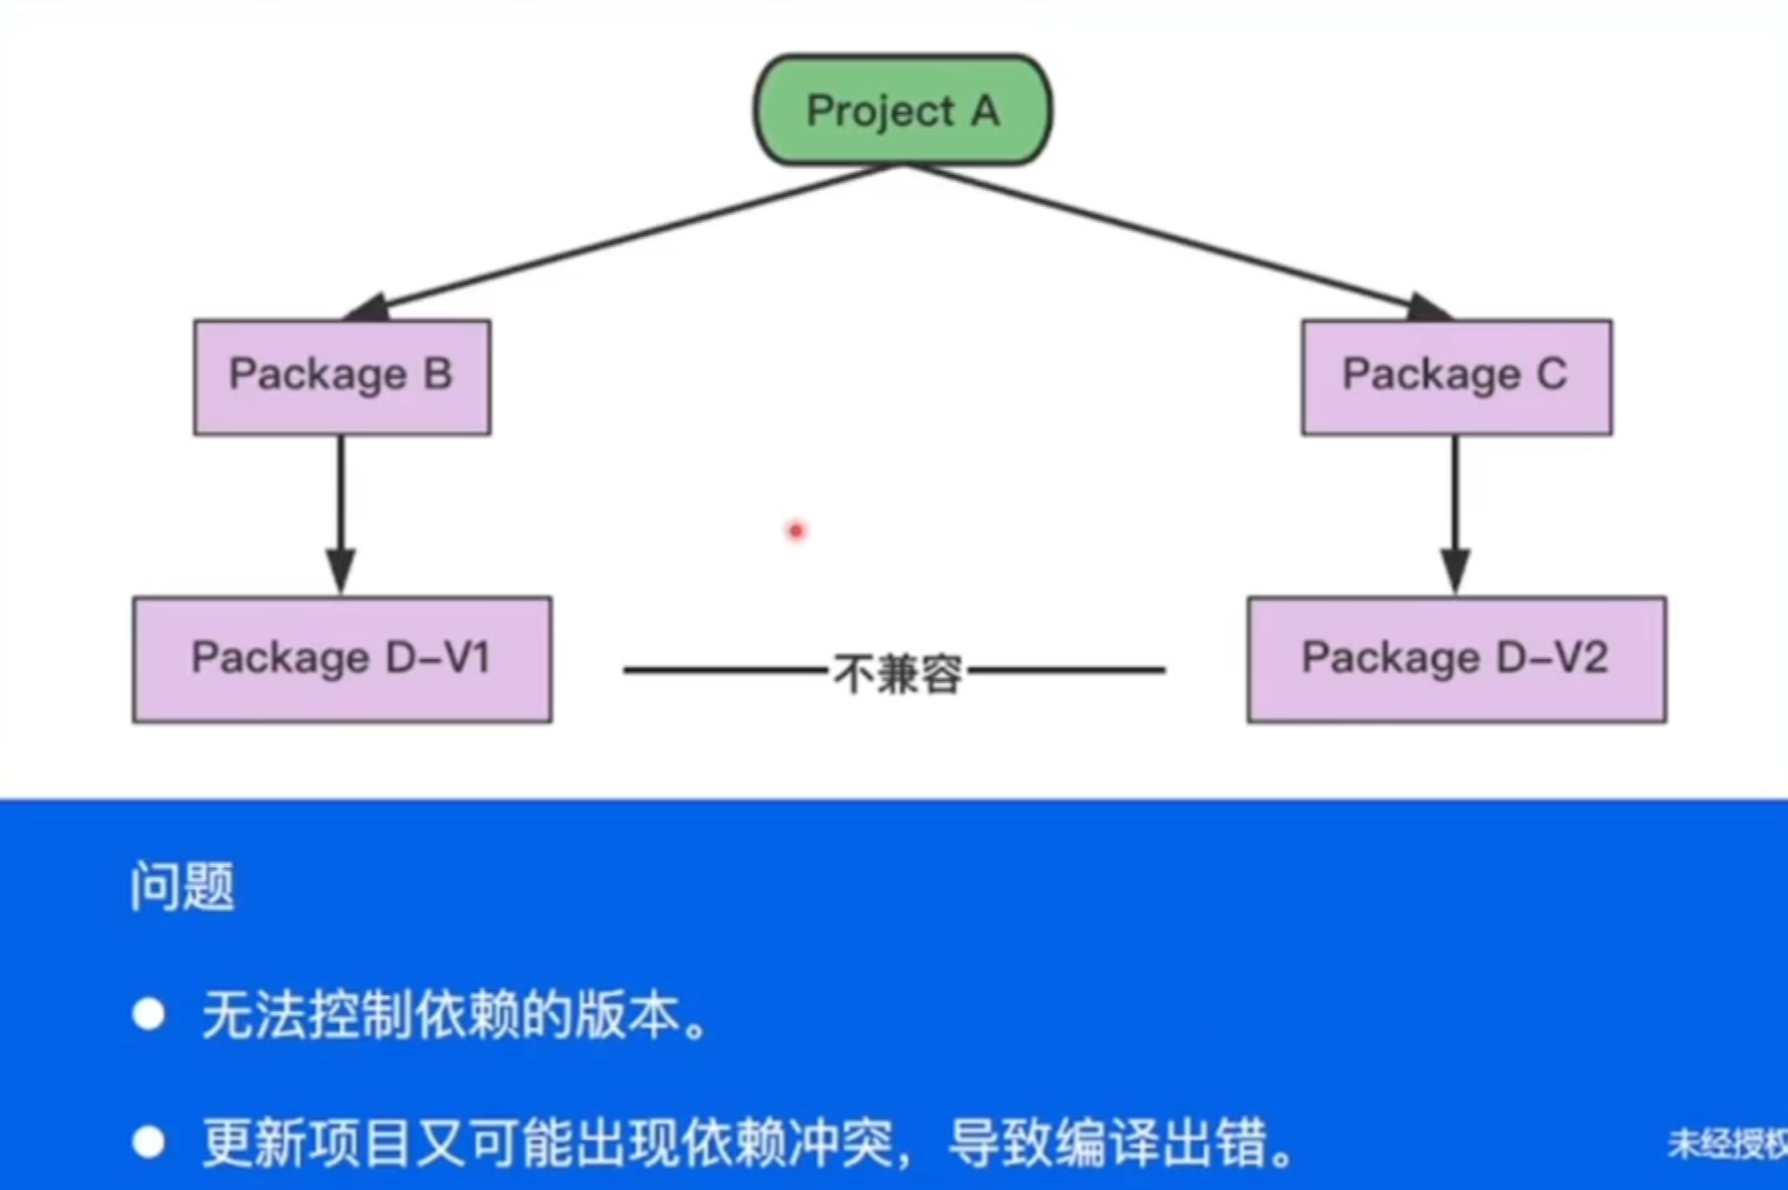 Project A
Package B
Package C
Package D-V1
不兼容
Package D-V2
问题
无法控制依赖的版本。
更新项目又可能出现依赖冲突，导致编译出错。
未经授权